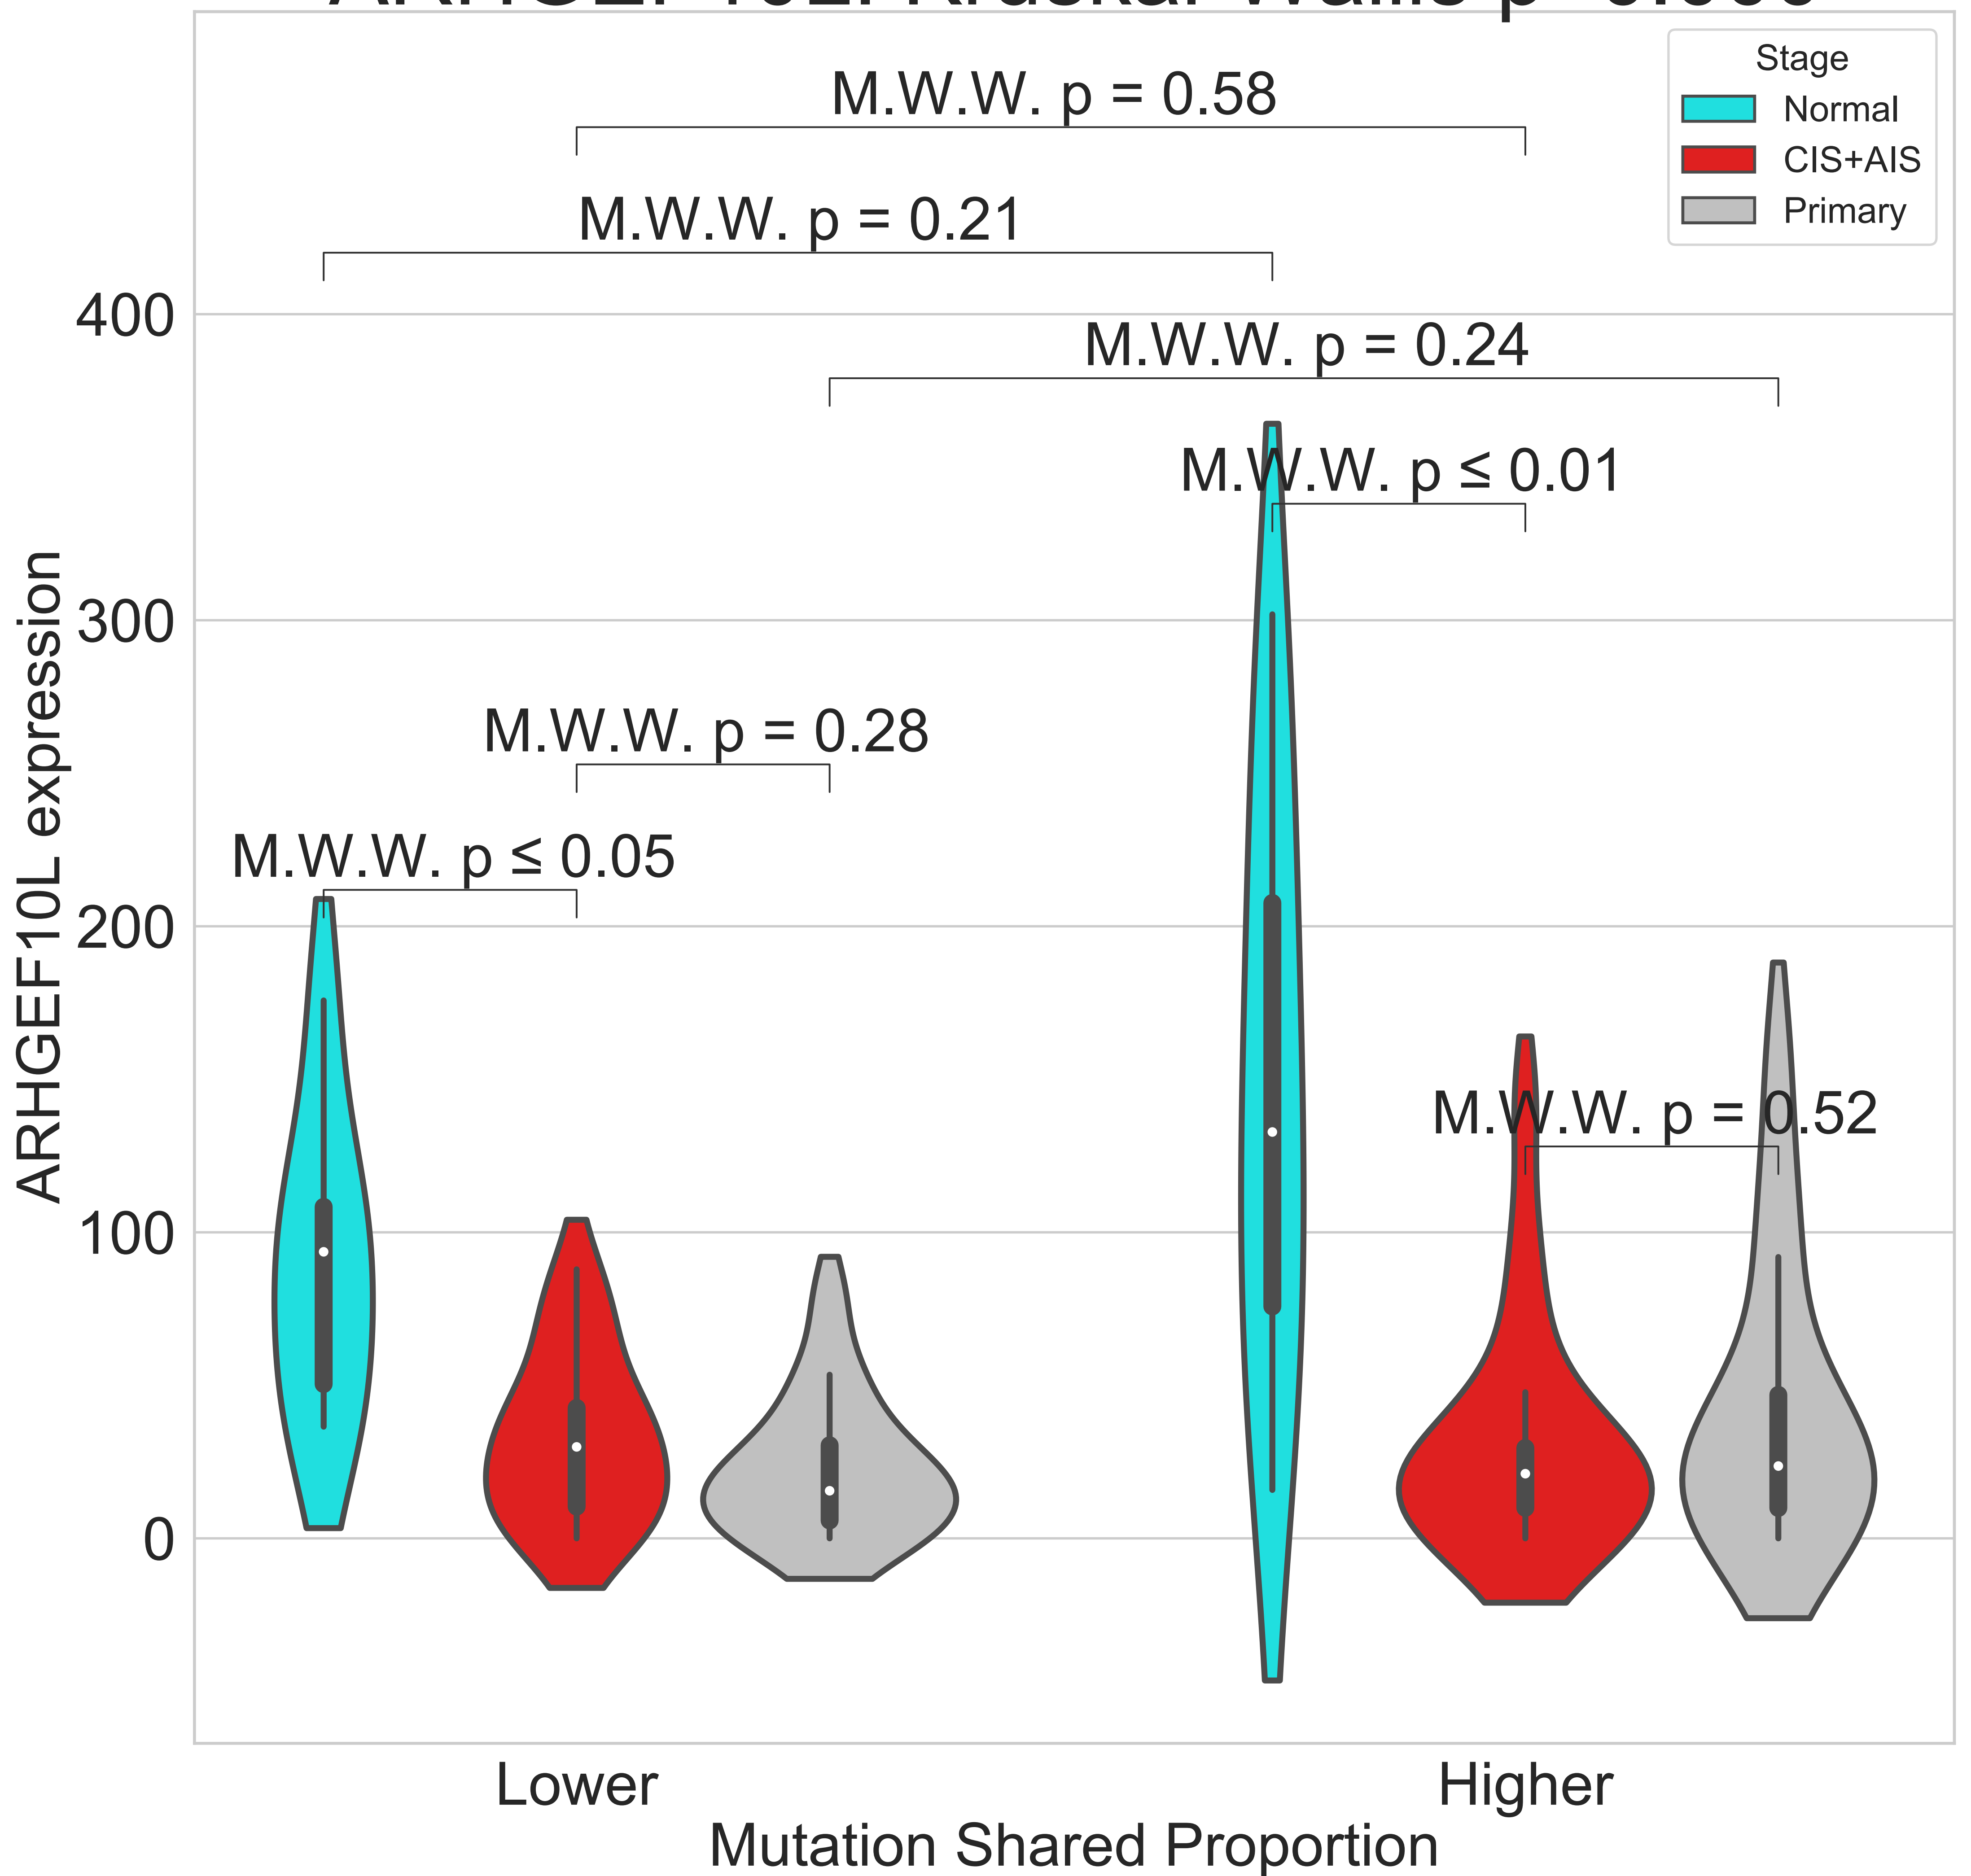 Stage
Normal
CIS+AIS
Primary
M.W.W. p = 0.58
M.W.W. p = 0.21
M.W.W. p = 0.24
M.W.W. p ≤ 0.01
M.W.W. p = 0.28
M.W.W. p ≤ 0.05
M.W.W. p = 0.52
400
300
200
100
0
ARHGEF10L expression
Lower
Higher
Mutation Shared Proportion